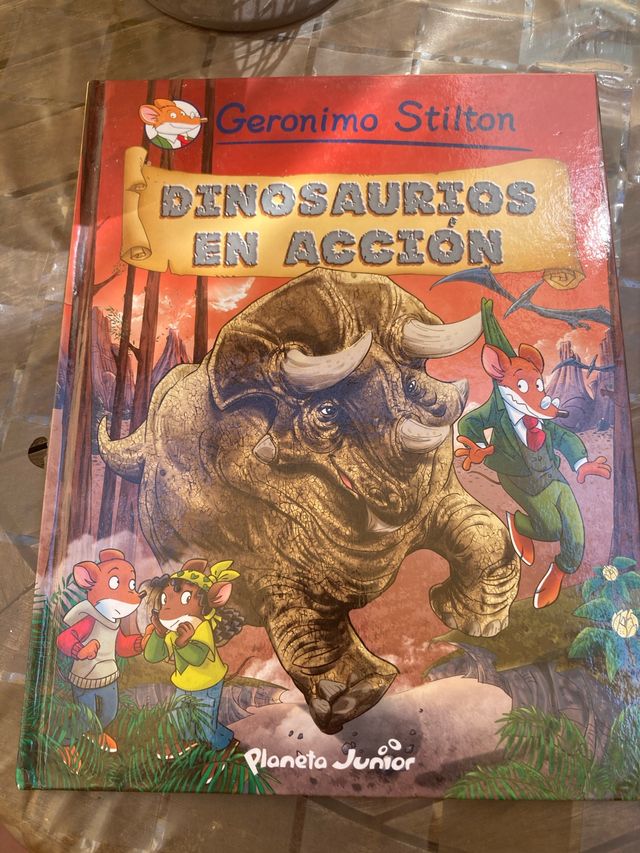 Geronimo Stilton
DINOSAURIOS
EN ACCIÓN
Planeta Junior